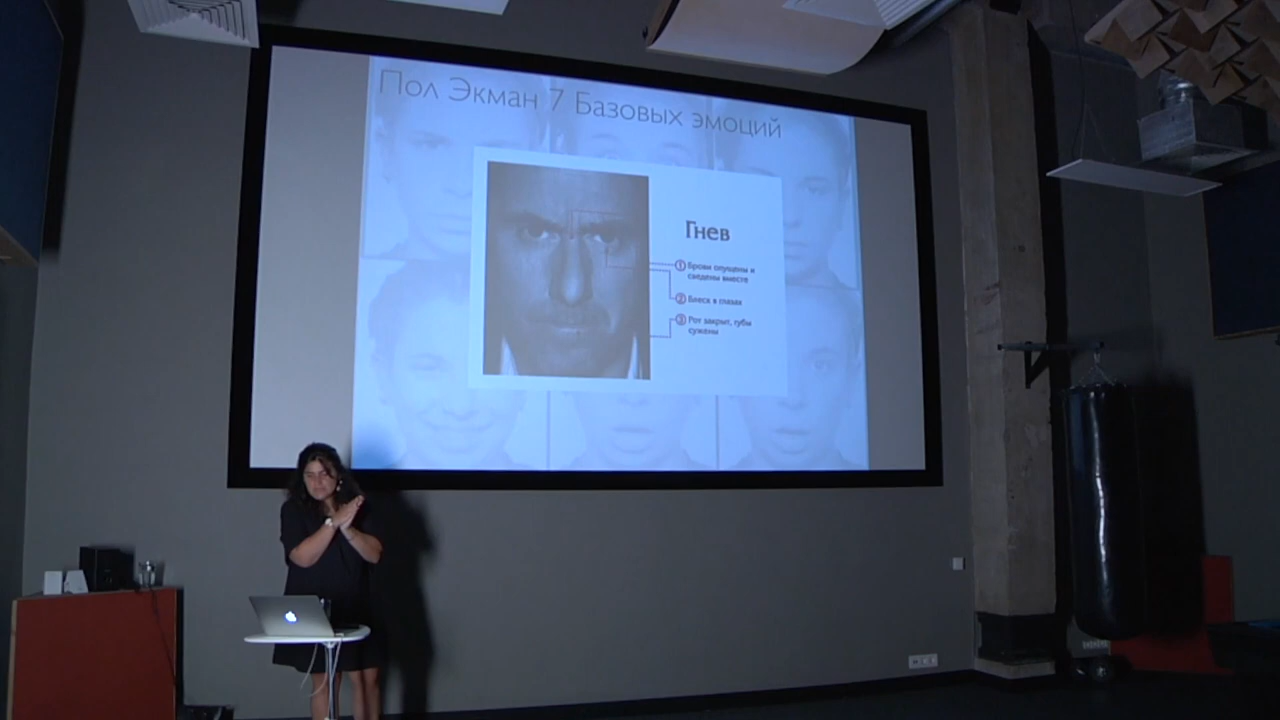 Пол Экман 7 Базовых эмоций
Гнев
1 Брови опущены и
сведены вместе
2 Блеск в глазах
3 Рот закрыт, губы
сужены